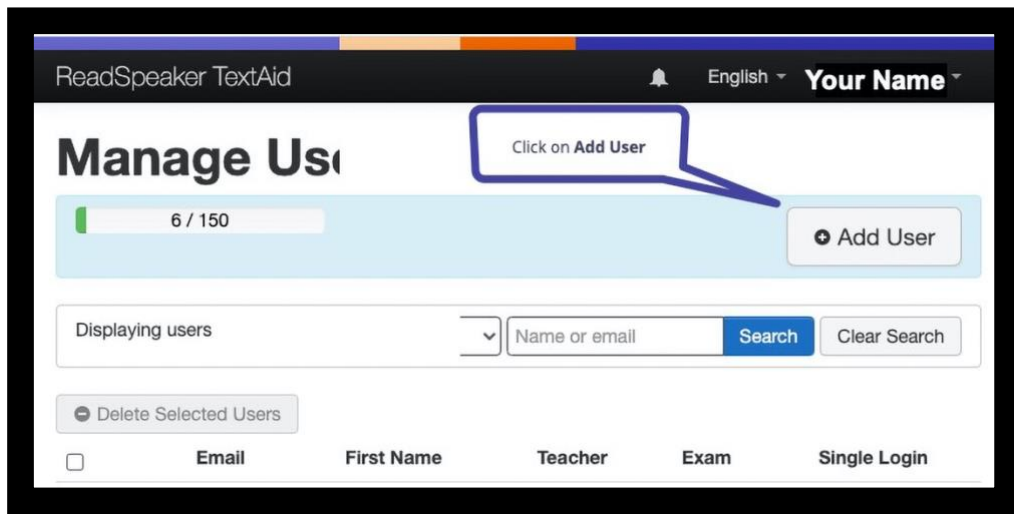 ReadSpeaker TextAid English Your Name
Click on Add User
Manage Us
6 / 150
Add User
Displaying users Name or email Search Clear Search
Delete Selected Users
Email First Name Teacher Exam Single Login